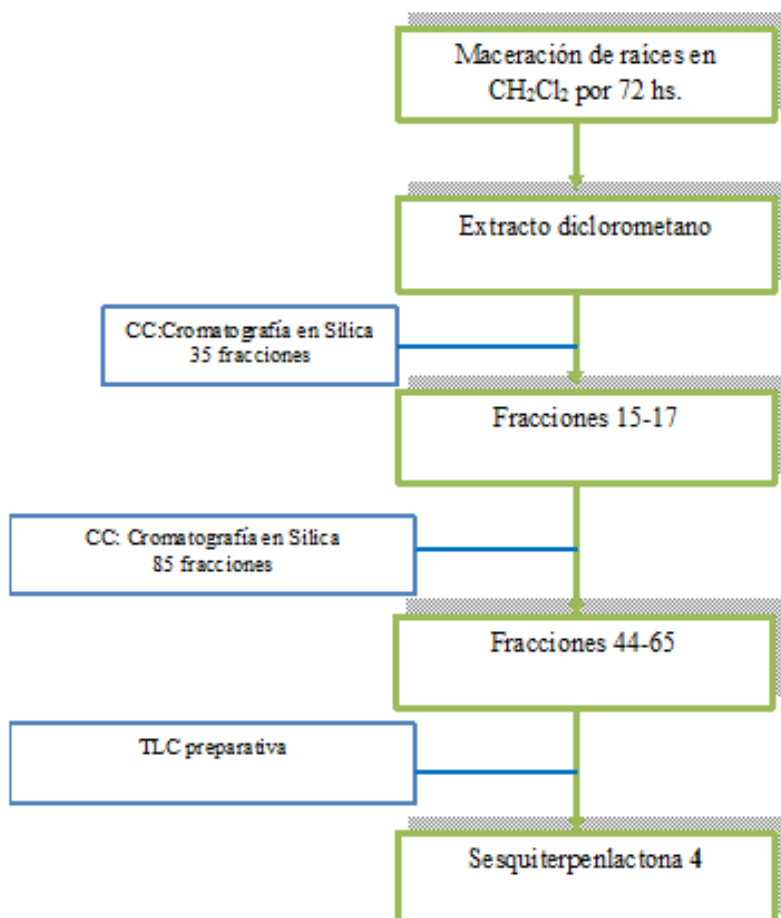 Maceración de raíces en
CH₂Cl₂ por 72 hs.
Extracto diclorometano
CC:Cromatografía en Silica
35 fracciones
Fracciones 15-17
CC: Cromatografía en Silica
85 fracciones
Fracciones 44-65
TLC preparativa
Sesquiterpenlactona 4